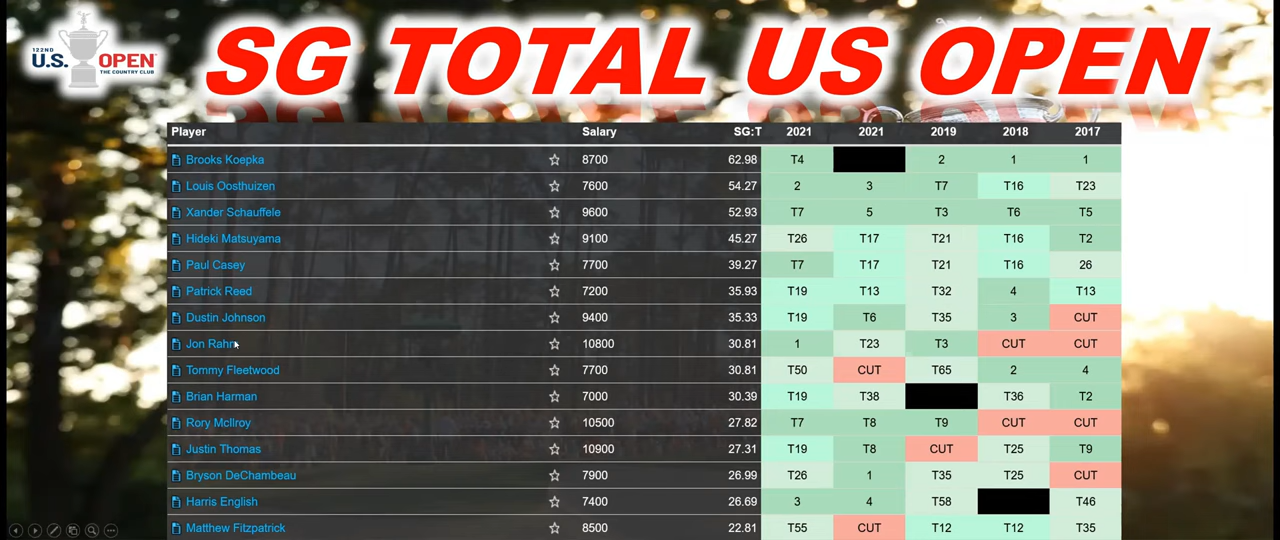 SG TOTAL US OPEN
122ND
U.S. OPEN
THE COUNTRY CLUB
Player Salary SG:T 2021 2021 2019 2018 2017
Brooks Koepka 8700 62.98 T4 2 1 1
Louis Oosthuizen 7600 54.27 2 3 T7 T16 T23
Xander Schauffele 9600 52.93 T7 5 T3 T6 T5
Hideki Matsuyama 9100 45.27 T26 T17 T21 T16 T2
Paul Casey 7700 39.27 T7 T17 T21 T16 26
Patrick Reed 7200 35.93 T19 T13 T32 4 T13
Dustin Johnson 9400 35.33 T19 T6 T35 3 CUT
Jon Rahm 10800 30.81 1 T23 T3 CUT CUT
Tommy Fleetwood 7700 30.81 T50 CUT T65 2 4
Brian Harman 7000 30.39 T19 T38 T36 T2
Rory McIlroy 10500 27.82 T7 T8 T9 CUT CUT
Justin Thomas 10900 27.31 T19 T8 CUT T25 T9
Bryson DeChambeau 7900 26.99 T26 1 T35 T25 CUT
Harris English 7400 26.69 3 4 T58 T46
Matthew Fitzpatrick 8500 22.81 T55 CUT T12 T12 T35